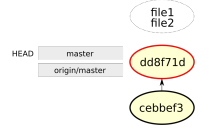 file1
file2
HEAD
master
dd8f71d
origin/master
cebbef3